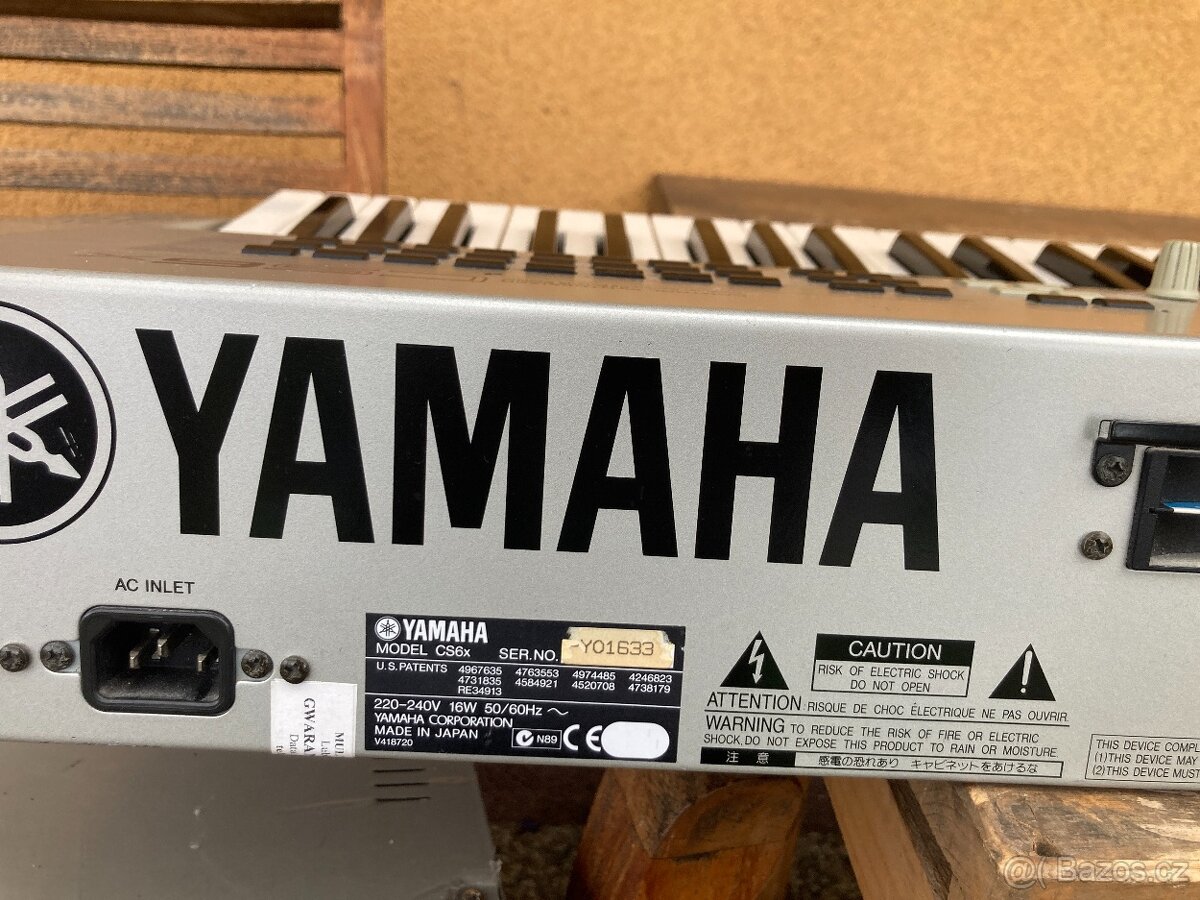 YAMAHA
AC INLET
YAMAHA
MODEL CS6x
SER.NO. -Y01633
U.S.PATENTS 4967635 4763553 4974485 4246823
4731835 4584921 4520708 4738179
RE34913
220-240V 16W 50/60Hz ~
YAMAHA CORPORATION
MADE IN JAPAN
V418720
N89 CE
GWARA
CAUTION
RISK OF ELECTRIC SHOCK
DO NOT OPEN
ATTENTION : RISQUE DE CHOC ÉLECTRIQUE NE PAS OUVRIR.
WARNING : TO REDUCE THE RISK OF FIRE OR ELECTRIC
SHOCK, DO NOT EXPOSE THIS PRODUCT TO RAIN OR MOISTURE.
注 意 感電の恐れあり キャビネットをあけるな
THIS DEVICE COMPL
(1)THIS DEVICE MAY
(2)THIS DEVICE MUST
Bazos.cz